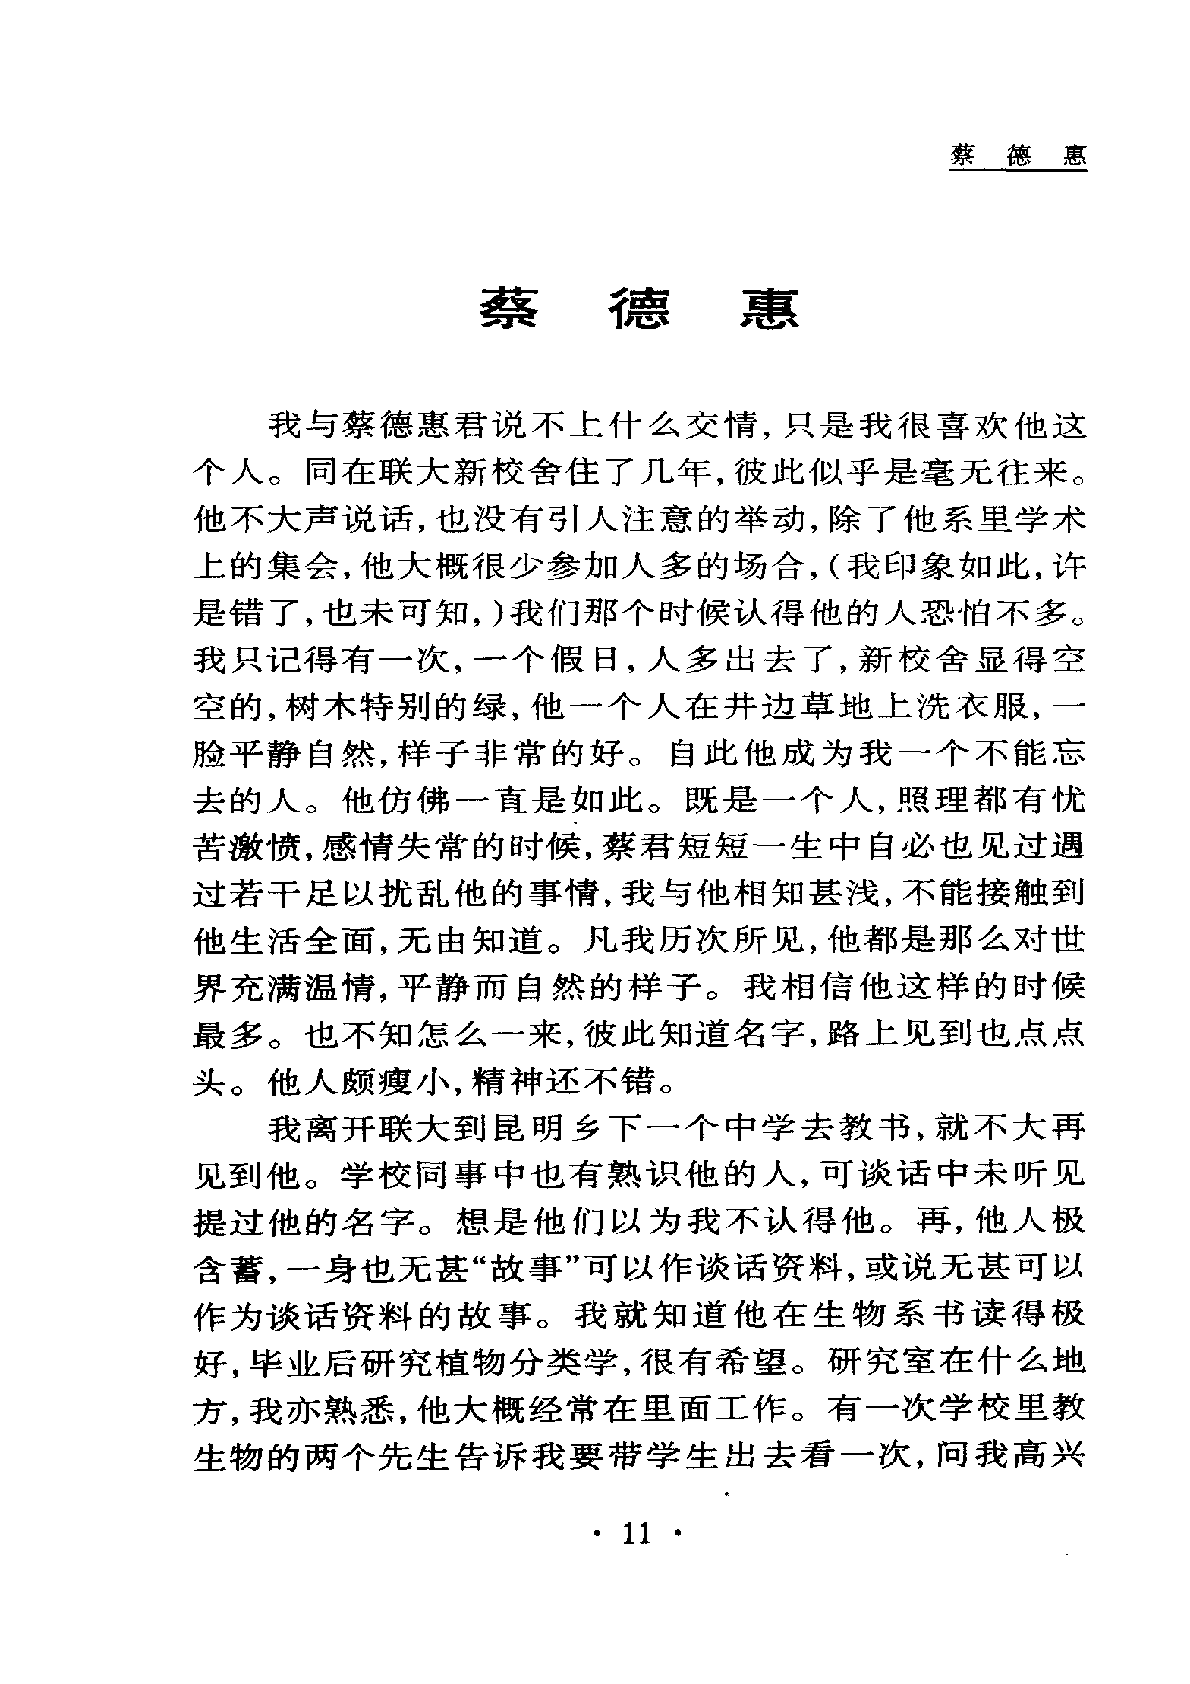 蔡 德 惠
蔡 德 惠
我与蔡德惠君说不上什么交情,只是我很喜欢他这
个人。同在联大新校舍住了几年,彼此似乎是毫无往来。
他不大声说话,也没有引人注意的举动,除了他系里学术
上的集会,他大概很少参加人多的场合,(我印象如此,许
是错了,也未可知,)我们那个时候认得他的人恐怕不多。
我只记得有一次,一个假日,人多出去了,新校舍显得空
空的,树木特别的绿,他一个人在井边草地上洗衣服,一
脸平静自然,样子非常的好。自此他成为我一个不能忘
去的人。他仿佛一直是如此。既是一个人,照理都有忧
苦激愤,感情失常的时候,蔡君短短一生中自必也见过遇
过若干足以扰乱他的事情,我与他相知甚浅,不能接触到
他生活全面,无由知道。凡我历次所见,他都是那么对世
界充满温情,平静而自然的样子。我相信他这样的时候
最多。也不知怎么一来,彼此知道名字,路上见到也点点
头。他人颇瘦小,精神还不错。
我离开联大到昆明乡下一个中学去教书,就不大再
见到他。学校同事中也有熟识他的人,可谈话中未听见
提过他的名字。想是他们以为我不认得他。再,他人极
含蓄,一身也无甚“故事”可以作谈话资料,或说无甚可以
作为谈话资料的故事。我就知道他在生物系书读得极
好,毕业后研究植物分类学,很有希望。研究室在什么地
方,我亦熟悉,他大概经常在里面工作。有一次学校里教
生物的两个先生告诉我要带学生出去看一次,问我高兴
· 11 ·